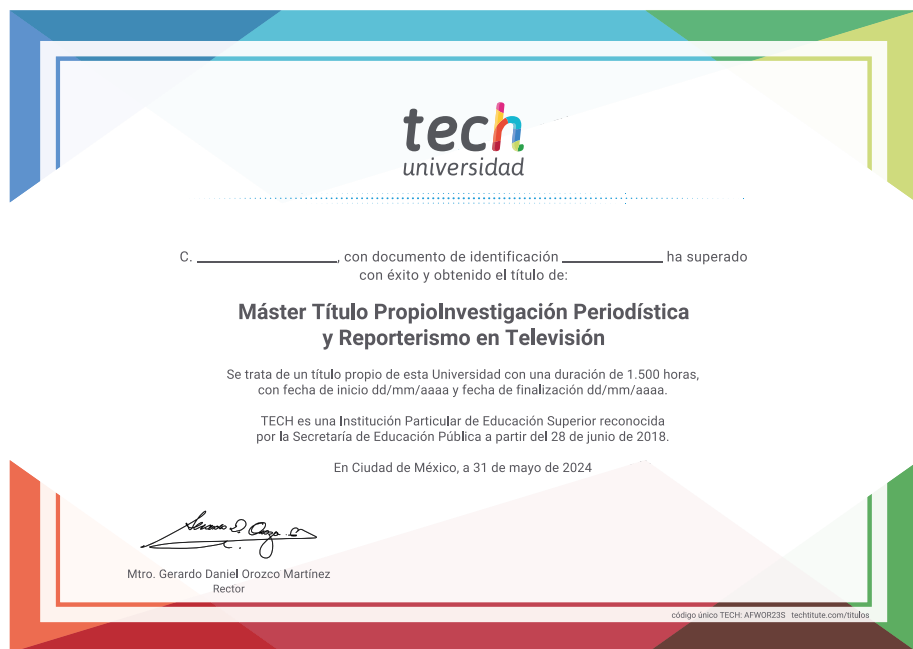 tech
universidad
C. ____________________, con documento de identificación ______________ ha superado
con éxito y obtenido el título de:
Máster Título PropioInvestigación Periodística
y Reporterismo en Televisión
Se trata de un título propio de esta Universidad con una duración de 1.500 horas,
con fecha de inicio dd/mm/aaaa y fecha de finalización dd/mm/aaaa.
TECH es una Institución Particular de Educación Superior reconocida
por la Secretaría de Educación Pública a partir del 28 de junio de 2018.
En Ciudad de México, a 31 de mayo de 2024
Mtro. Gerardo Daniel Orozco Martínez
Rector
código único TECH: AFWOR23S techtitute.com/titulos